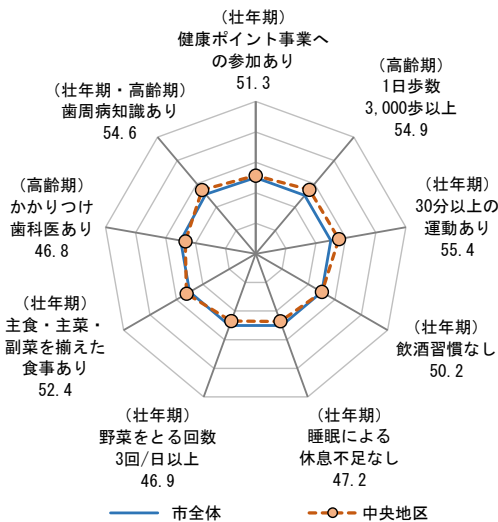 （壮年期）
健康ポイント事業へ
の参加あり
51.3
（高齢期）
1日歩数
3,000歩以上
54.9
（壮年期）
30分以上の
運動あり
55.4
（壮年期）
飲酒習慣なし
50.2
（壮年期）
睡眠による
休息不足なし
47.2
（壮年期）
野菜をとる回数
3回/日以上
46.9
（壮年期）
主食・主菜・
副菜を揃えた
食事あり
52.4
（高齢期）
かかりつけ
歯科医あり
46.8
（壮年期・高齢期）
歯周病知識あり
54.6
市全体
中央地区